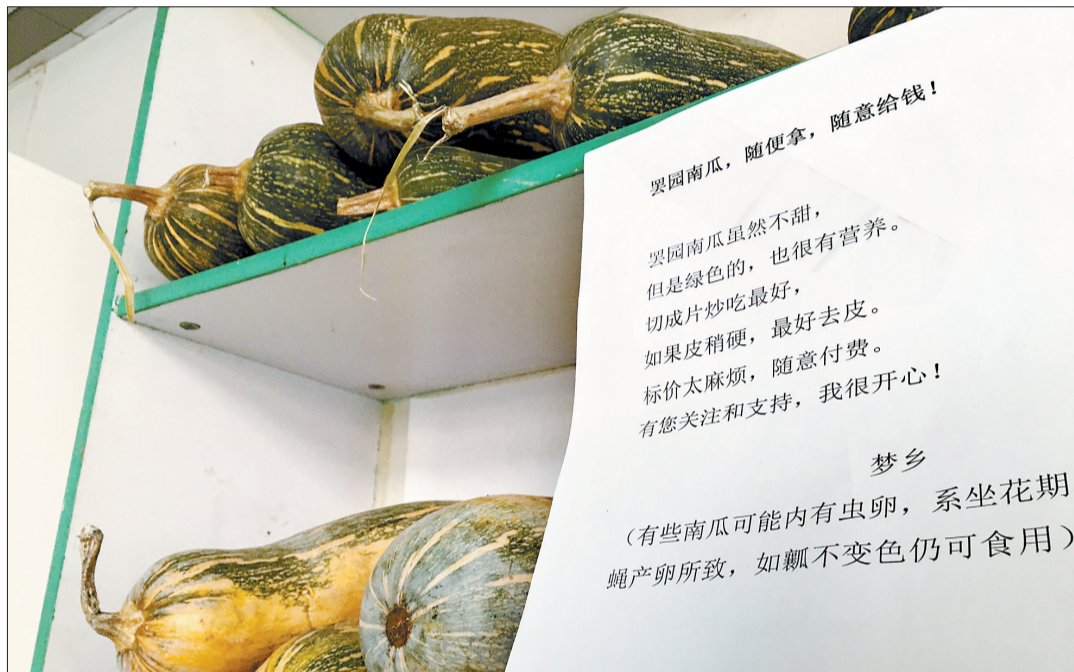 罢园南瓜，随便拿，随意给钱！
罢园南瓜虽然不甜，
但是绿色的，也很有营养。
切成片炒吃最好，
如果皮稍硬，最好去皮。
标价太麻烦，随意付费。
有您关注和支持，我很开心！
梦乡
（有些南瓜可能内有虫卵，系坐花期
蝇产卵所致，如瓤不变色仍可食用）